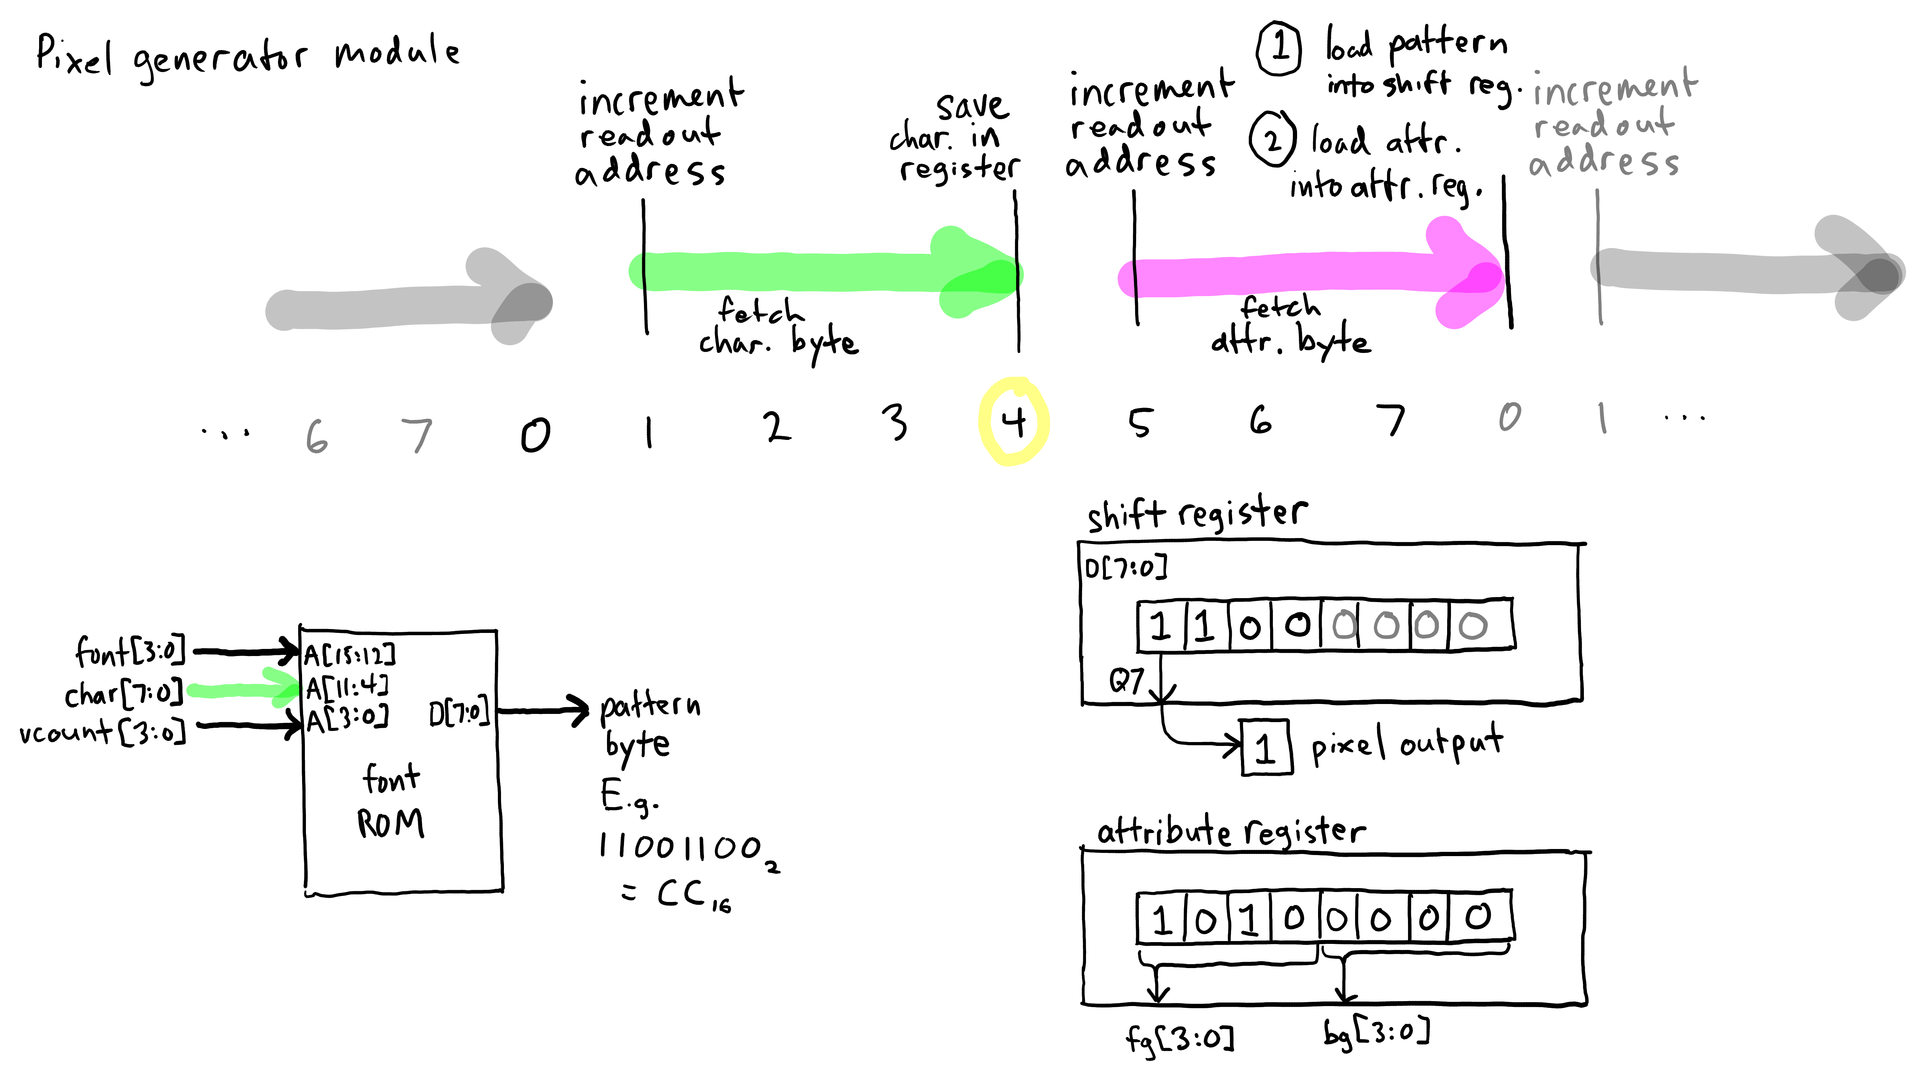 Pixel generator module
increment
readout
address
save
char. in
register
increment
readout
address
1 load pattern
into shift reg.
2 load attr.
into attr. reg.
increment
readout
address
fetch
char. byte
fetch
attr. byte
... 6 7 0 1 2 3 4 5 6 7 0 1 ...
font[3:0]
char[7:0]
vcount[3:0]
A[15:12]
A[11:4]
A[3:0]
D[7:0]
font
ROM
pattern
byte
E.g.
11001100₂
= CC₁₆
shift register
D[7:0]
1 1 0 0 0 0 0 0
Q7
1 pixel output
attribute register
1 0 1 0 0 0 0 0
fg[3:0]
bg[3:0]